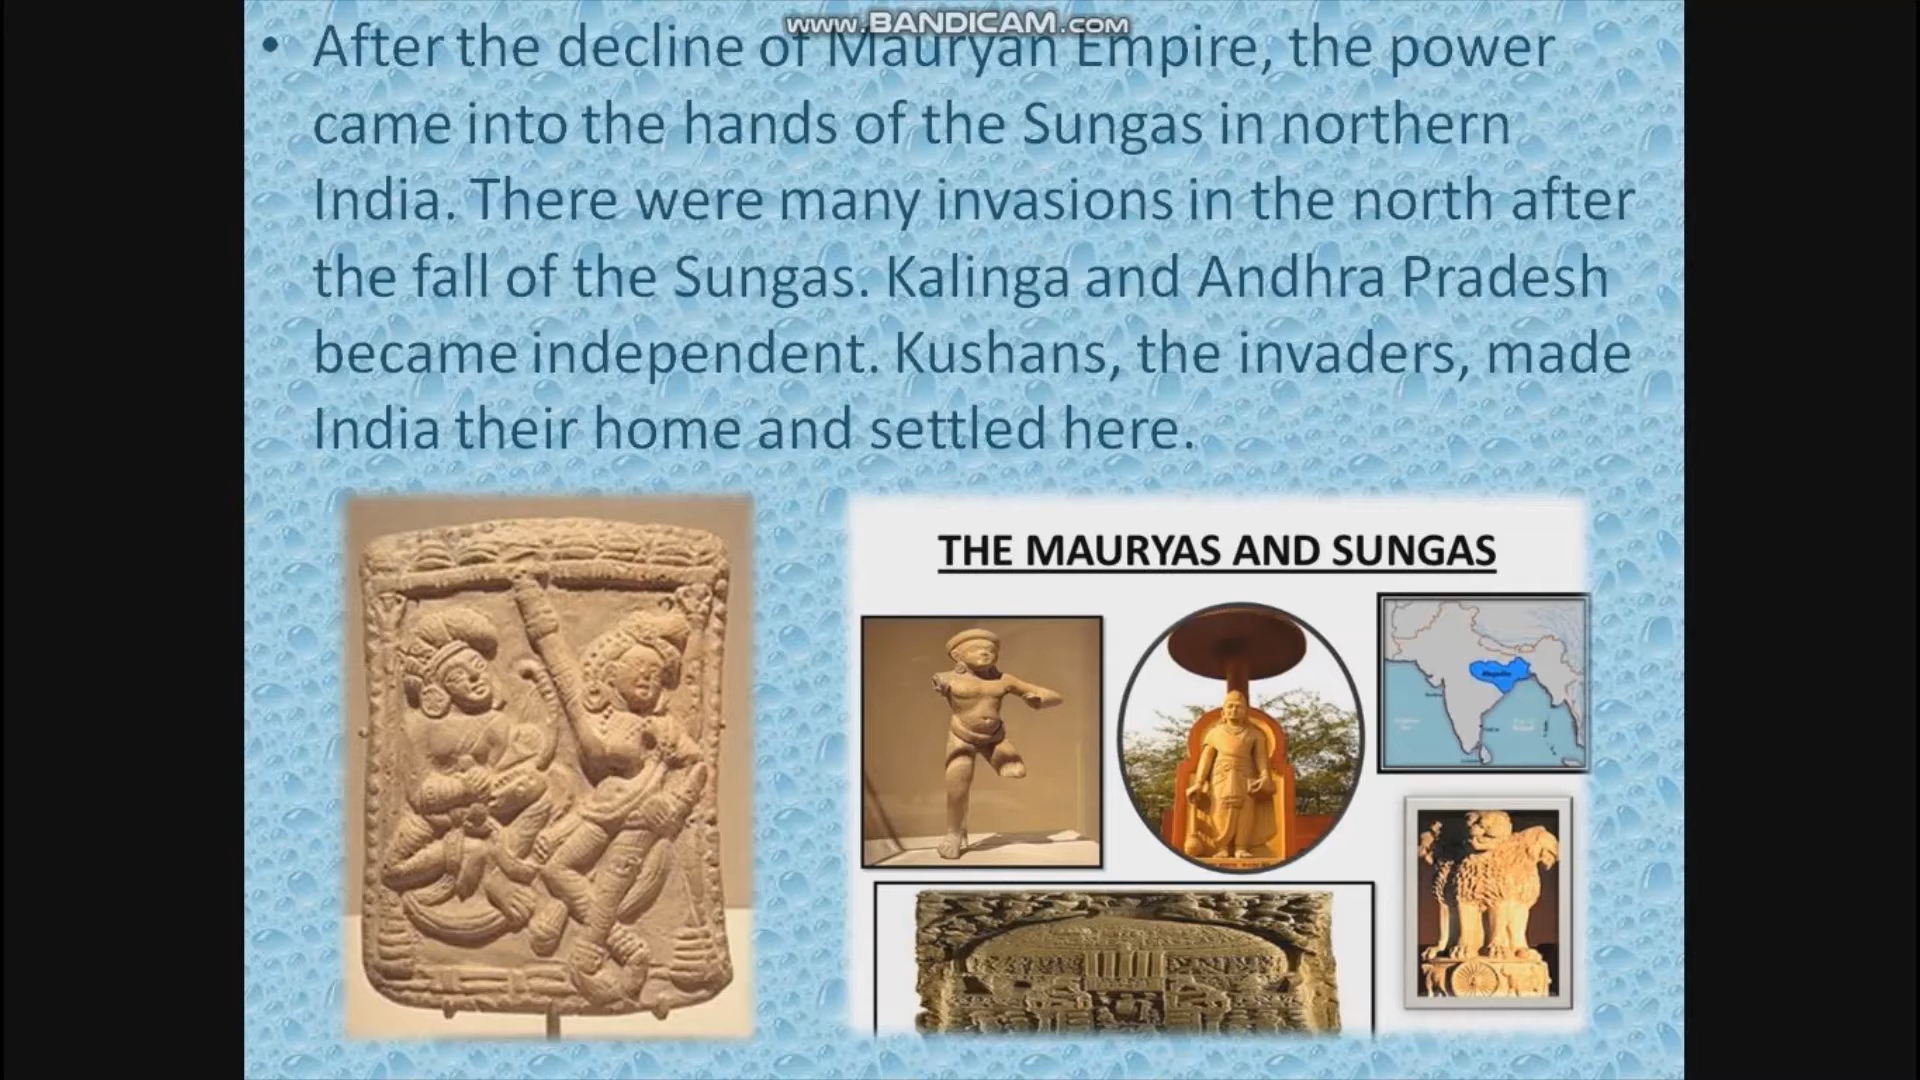 www.BANDICAM.com
• After the decline of Mauryan Empire, the power
came into the hands of the Sungas in northern
India. There were many invasions in the north after
the fall of the Sungas. Kalinga and Andhra Pradesh
became independent. Kushans, the invaders, made
India their home and settled here.
THE MAURYAS AND SUNGAS